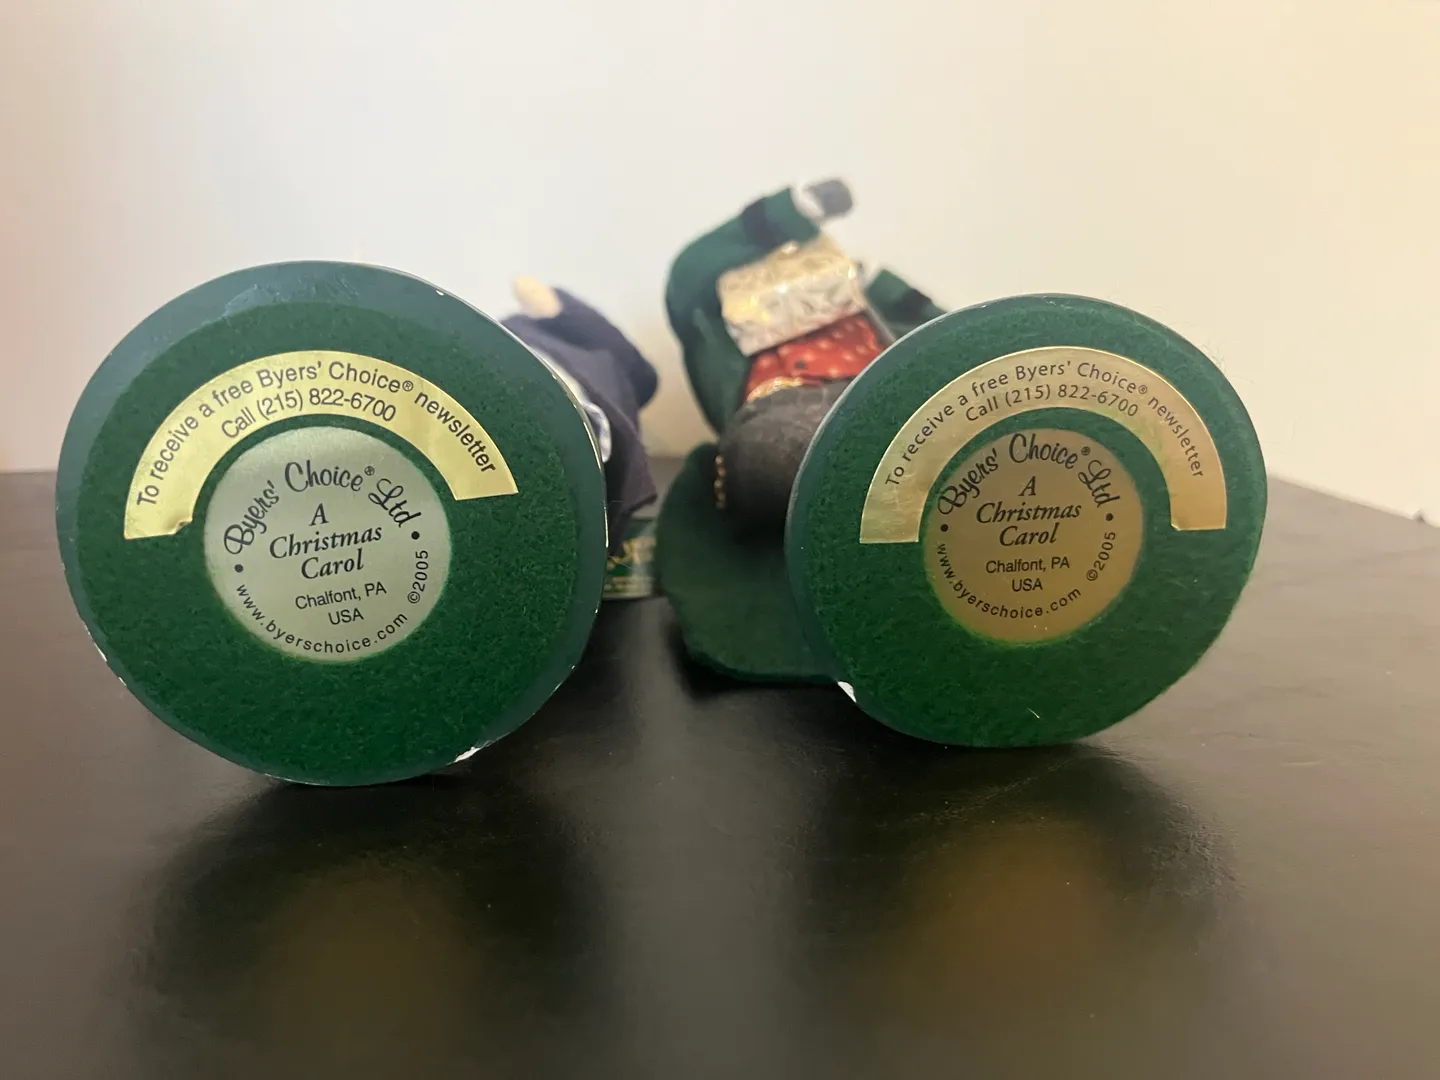 To receive a free Byers' Choice® newsletter
Call (215) 822-6700
Byers' Choice® Ltd
A
Christmas
Carol
Chalfont, PA
USA
©2005
www.byerschoice.com
To receive a free Byers' Choice® newsletter
Call (215) 822-6700
Byers' Choice® Ltd
A
Christmas
Carol
Chalfont, PA
USA
©2005
www.byerschoice.com